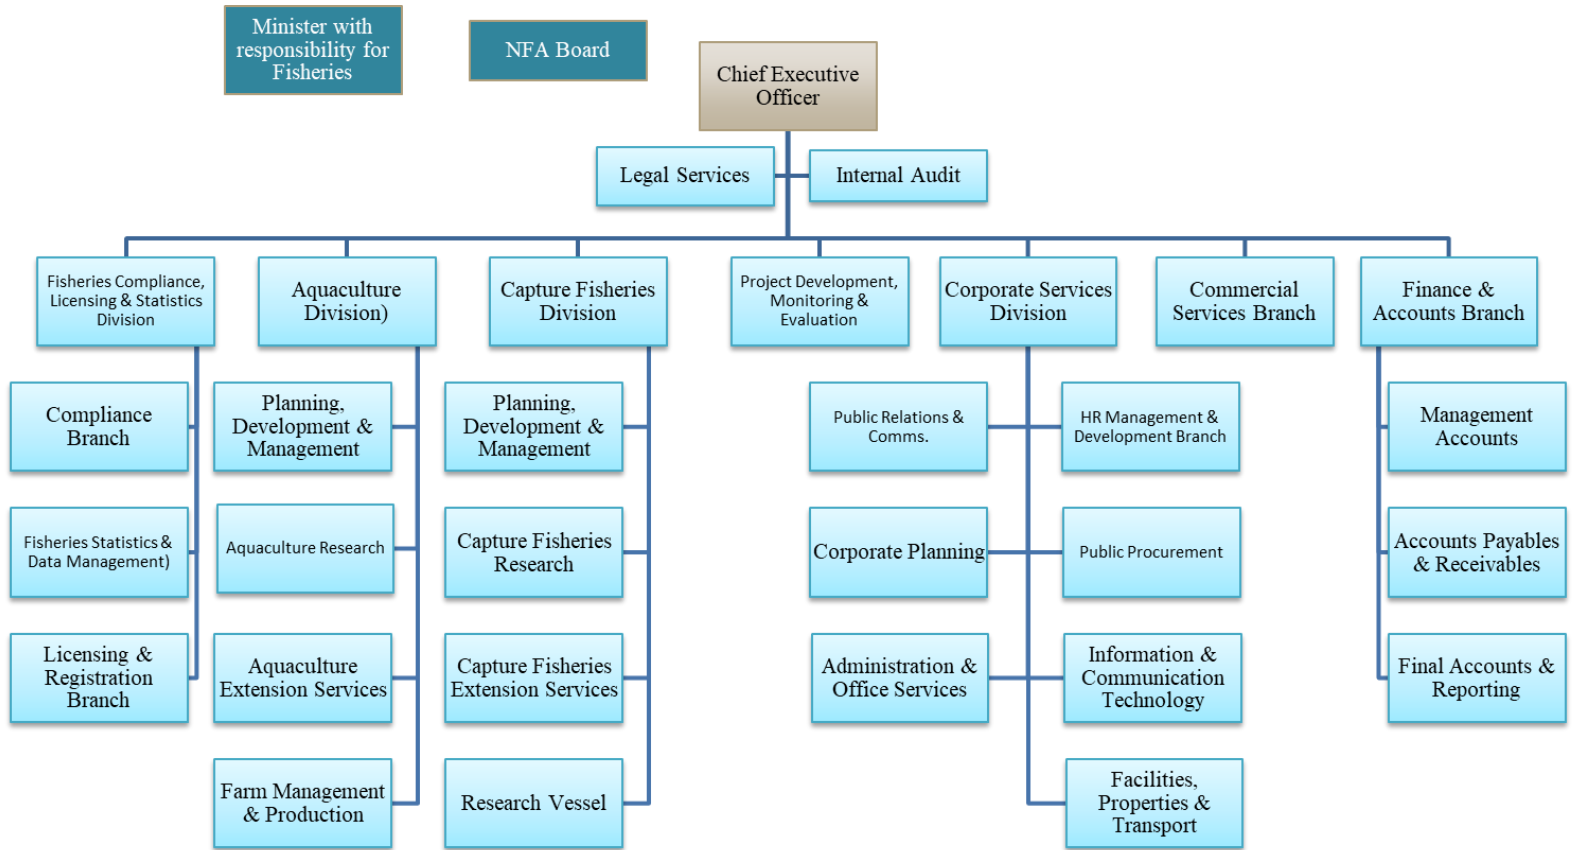 Minister with
responsibility for
Fisheries
NFA Board
Chief Executive
Officer
Legal Services
Internal Audit
Fisheries Compliance,
Licensing & Statistics
Division
Aquaculture
Division)
Capture Fisheries
Division
Project Development,
Monitoring &
Evaluation
Corporate Services
Division
Commercial
Services Branch
Finance &
Accounts Branch
Compliance
Branch
Planning,
Development &
Management
Planning,
Development &
Management
Public Relations &
Comms.
HR Management &
Development Branch
Management
Accounts
Fisheries Statistics &
Data Management)
Aquaculture Research
Capture Fisheries
Research
Corporate Planning
Public Procurement
Accounts Payables
& Receivables
Licensing &
Registration
Branch
Aquaculture
Extension Services
Capture Fisheries
Extension Services
Administration &
Office Services
Information &
Communication
Technology
Final Accounts &
Reporting
Farm Management
& Production
Research Vessel
Facilities,
Properties &
Transport